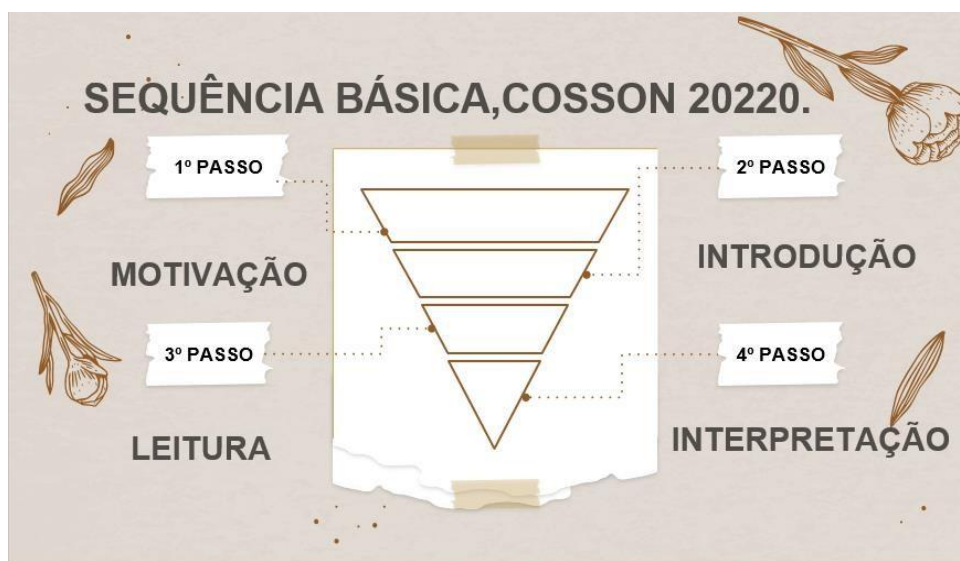 SEQUÊNCIA BÁSICA,COSSON 20220.
1º PASSO
MOTIVAÇÃO
2º PASSO
INTRODUÇÃO
3º PASSO
LEITURA
4º PASSO
INTERPRETAÇÃO